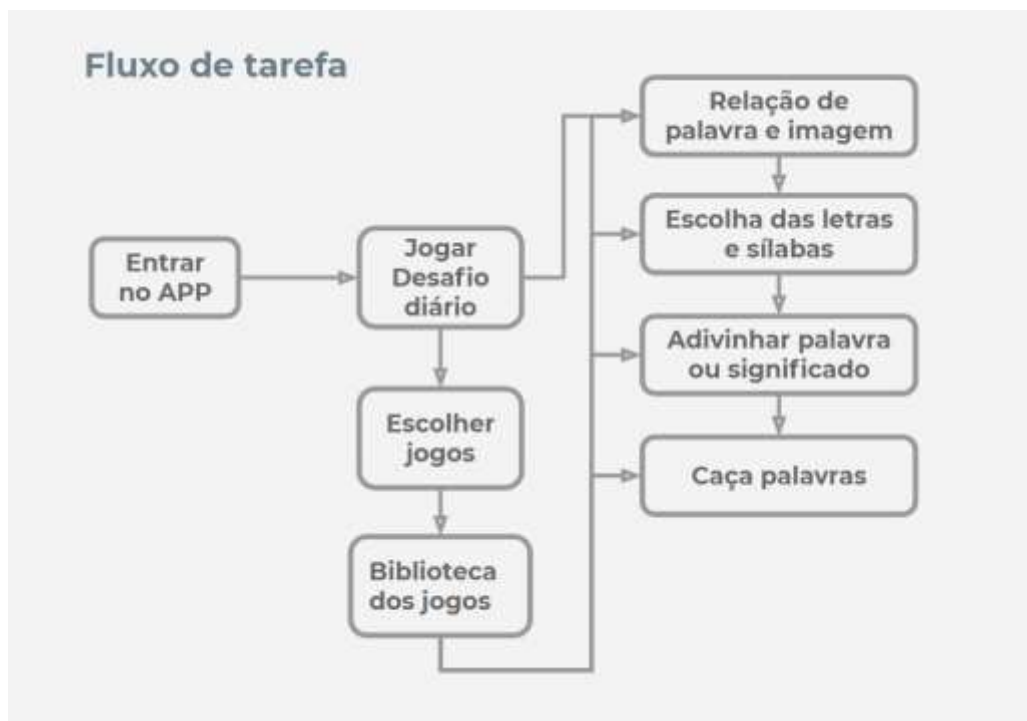 Fluxo de tarefa
Entrar
no APP
Jogar
Desafio
diário
Escolher
jogos
Biblioteca
dos jogos
Relação de
palavra e imagem
Escolha das letras
e sílabas
Adivinhar palavra
ou significado
Caça palavras